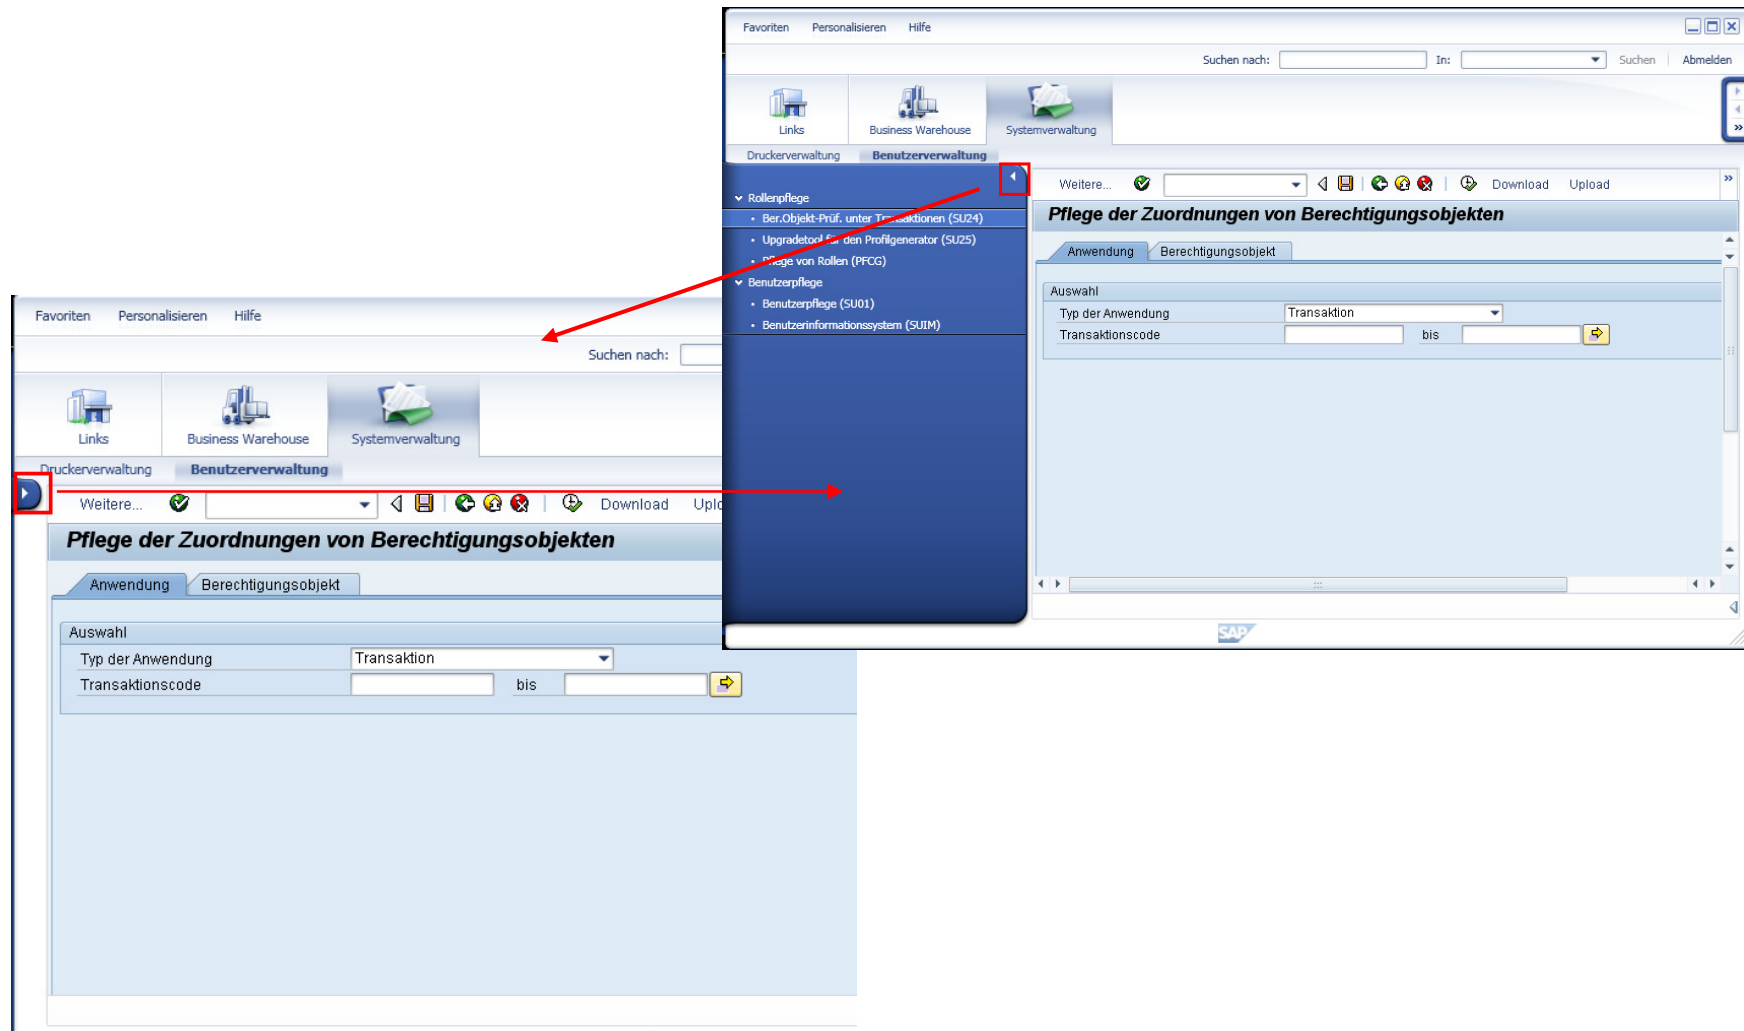 Favoriten Personalisieren Hilfe
Suchen nach: In: Suchen Abmelden
Links Business Warehouse Systemverwaltung
Druckerverwaltung Benutzerverwaltung
Rollenpflege
Ber.Objekt-Prüf. unter Transaktionen (SU24)
Upgradetool für den Profilgenerator (SU25)
Pflege von Rollen (PFCG)
Benutzerpflege
Benutzerpflege (SU01)
Benutzerinformationssystem (SUIM)
Weitere... Download Upload
Pflege der Zuordnungen von Berechtigungsobjekten
Anwendung Berechtigungsobjekt
Auswahl
Typ der Anwendung Transaktion
Transaktionscode bis
SAP
Favoriten Personalisieren Hilfe
Suchen nach:
Links Business Warehouse Systemverwaltung
Druckerverwaltung Benutzerverwaltung
Weitere... Download Uplo
Pflege der Zuordnungen von Berechtigungsobjekten
Anwendung Berechtigungsobjekt
Auswahl
Typ der Anwendung Transaktion
Transaktionscode bis